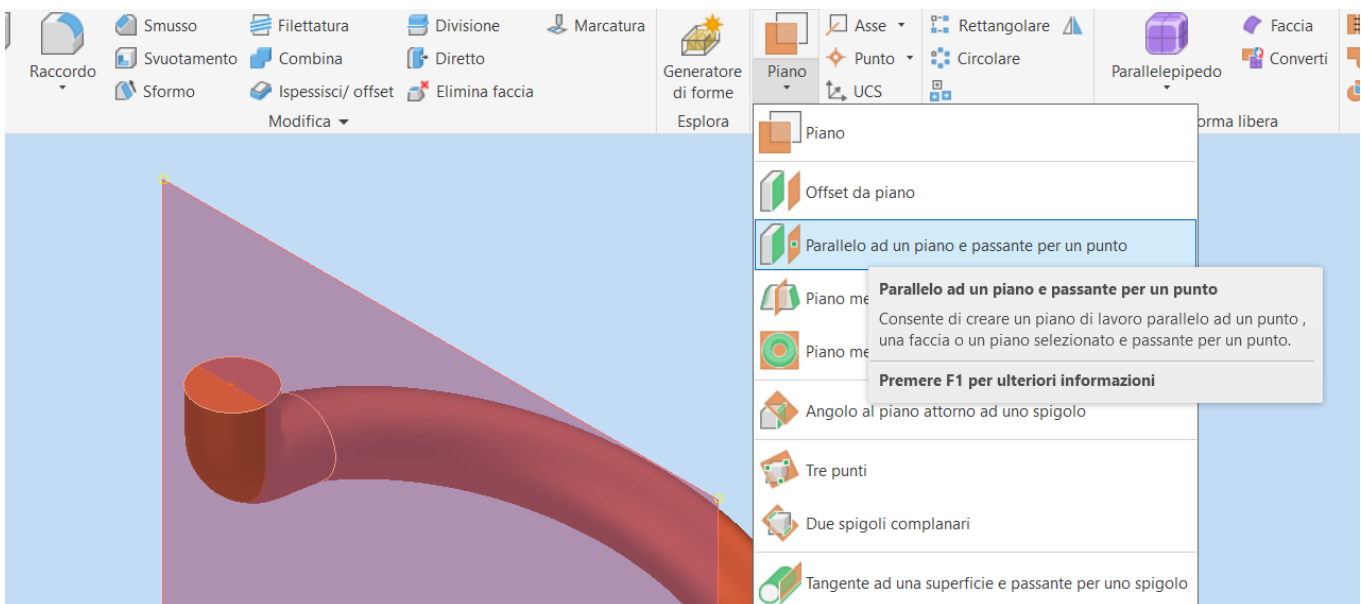 Smusso Filettatura Divisione Marcatura Asse Rettangolare Faccia
Svuotamento Combina Diretto Punto Circolare Converti
Raccordo Generatore di forme Piano Parallelepipedo
Sformo Ispessisci/ offset Elimina faccia UCS
Modifica Esplora orma libera
Piano
Offset da piano
Parallelo ad un piano e passante per un punto
Piano me
Piano me
Angolo al piano attorno ad uno spigolo
Tre punti
Due spigoli complanari
Tangente ad una superficie e passante per uno spigolo
Parallelo ad un piano e passante per un punto
Consente di creare un piano di lavoro parallelo ad un punto ,
una faccia o un piano selezionato e passante per un punto.
Premere F1 per ulteriori informazioni